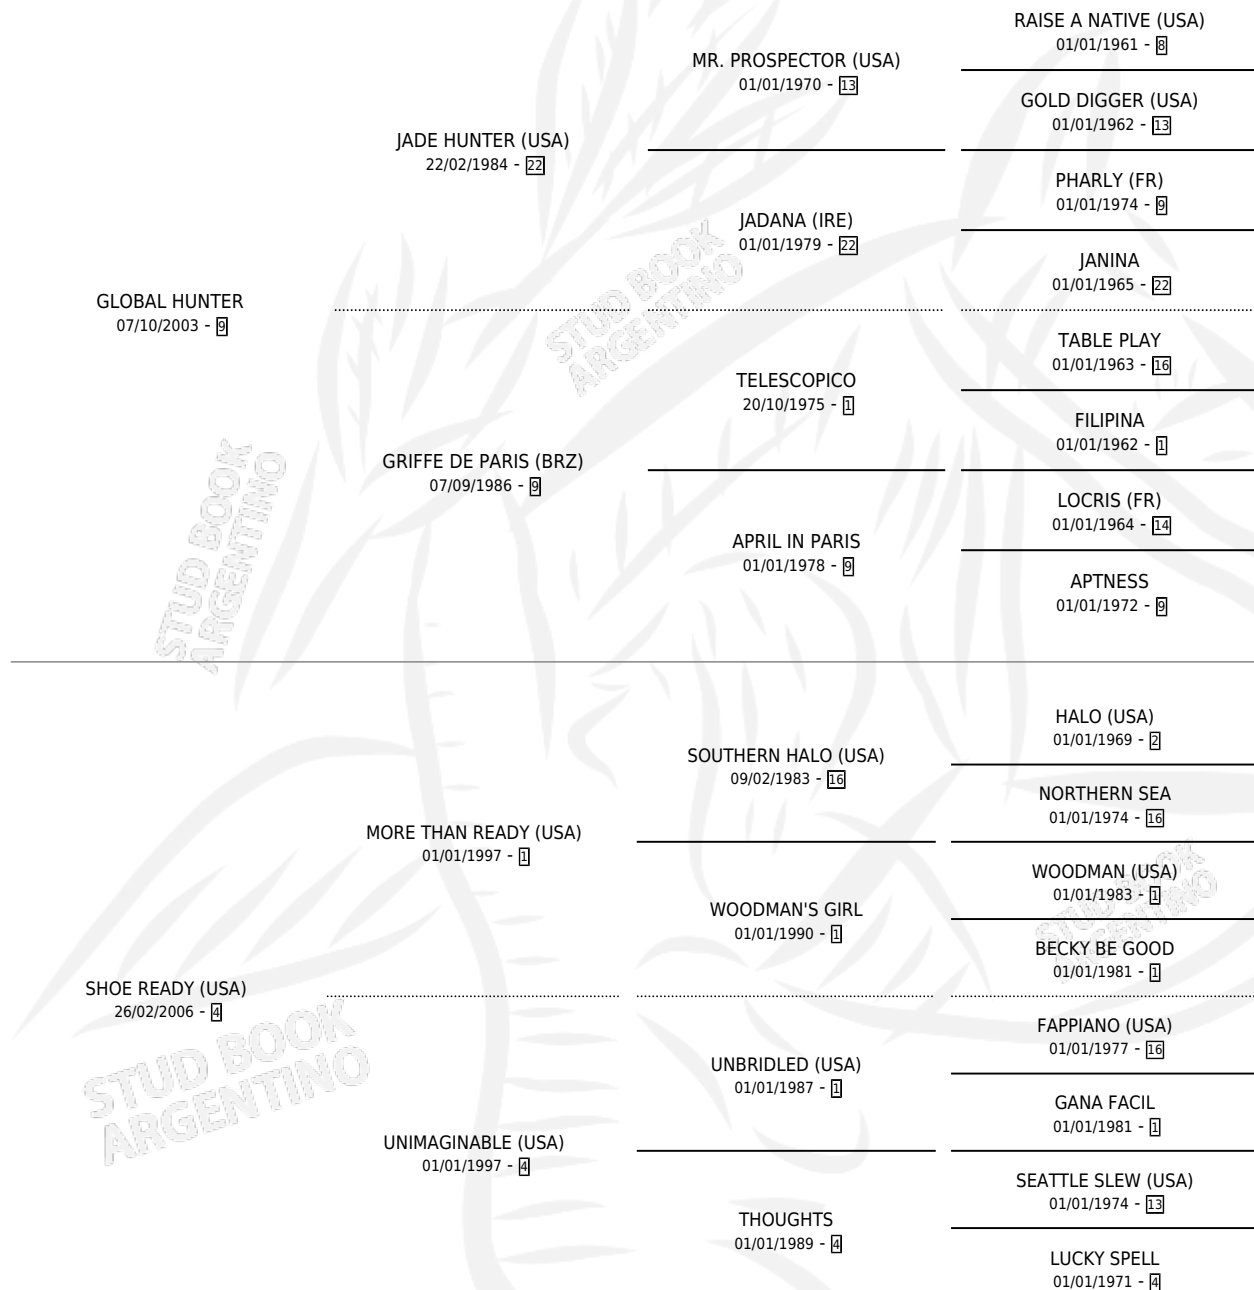 RAISE A NATIVE (USA)
01/01/1961 - 8
MR. PROSPECTOR (USA)
01/01/1970 - 13
GOLD DIGGER (USA)
01/01/1962 - 13
JADE HUNTER (USA)
22/02/1984 - 22
PHARLY (FR)
01/01/1974 - 9
JADANA (IRE)
01/01/1979 - 22
JANINA
01/01/1965 - 22
GLOBAL HUNTER
07/10/2003 - 9
STUD BOOK
ARGENTINO
TABLE PLAY
01/01/1963 - 16
TELESCOPICO
20/10/1975 - 1
FILIPINA
01/01/1962 - 1
GRIFFE DE PARIS (BRZ)
07/09/1986 - 9
LOCRIS (FR)
01/01/1964 - 14
APRIL IN PARIS
01/01/1978 - 9
APTNESS
01/01/1972 - 9
STUD BOOK
ARGENTINO
HALO (USA)
01/01/1969 - 2
SOUTHERN HALO (USA)
09/02/1983 - 16
NORTHERN SEA
01/01/1974 - 16
MORE THAN READY (USA)
01/01/1997 - 1
WOODMAN (USA)
01/01/1983 - 1
WOODMAN'S GIRL
01/01/1990 - 1
STUD BOOK
ARGENTINO
BECKY BE GOOD
01/01/1981 - 1
SHOE READY (USA)
26/02/2006 - 4
FAPPIANO (USA)
01/01/1977 - 16
UNBRIDLED (USA)
01/01/1987 - 1
GANA FACIL
01/01/1981 - 1
STUD BOOK
ARGENTINO
UNIMAGINABLE (USA)
01/01/1997 - 4
SEATTLE SLEW (USA)
01/01/1974 - 13
THOUGHTS
01/01/1989 - 4
LUCKY SPELL
01/01/1971 - 4